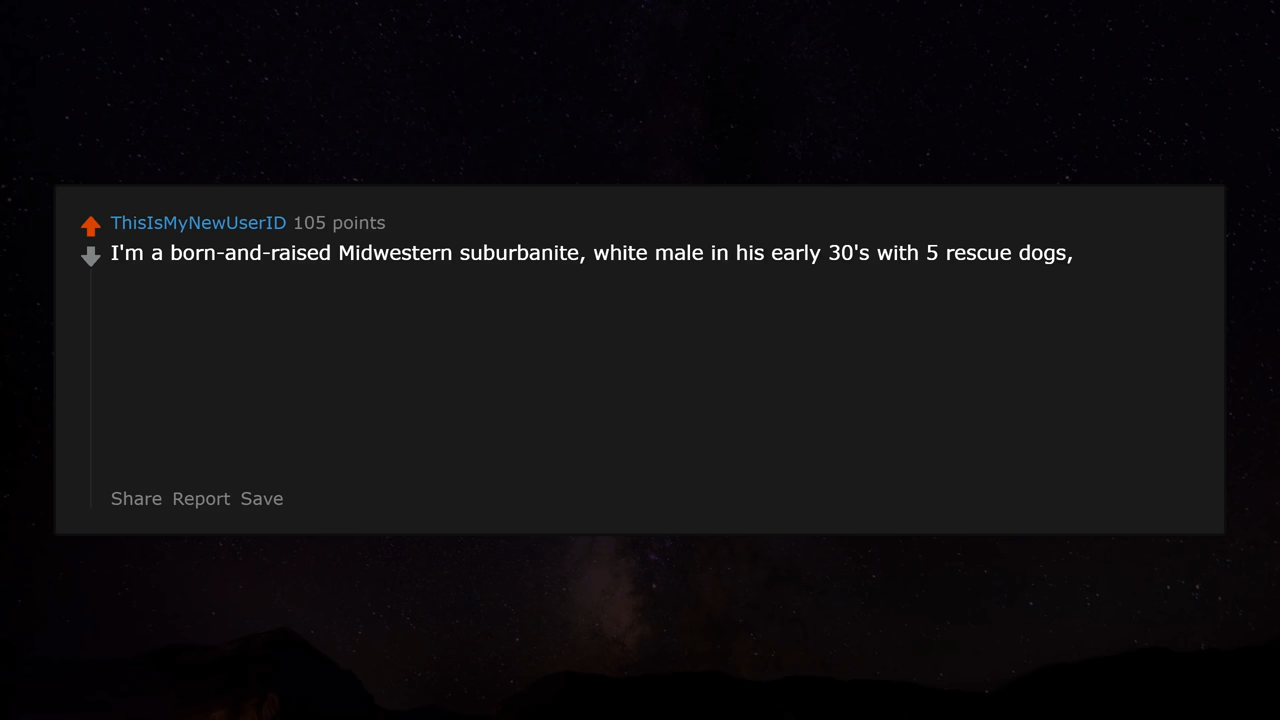 ThisIsMyNewUserID 105 points
I'm a born-and-raised Midwestern suburbanite, white male in his early 30's with 5 rescue dogs,
Share Report Save